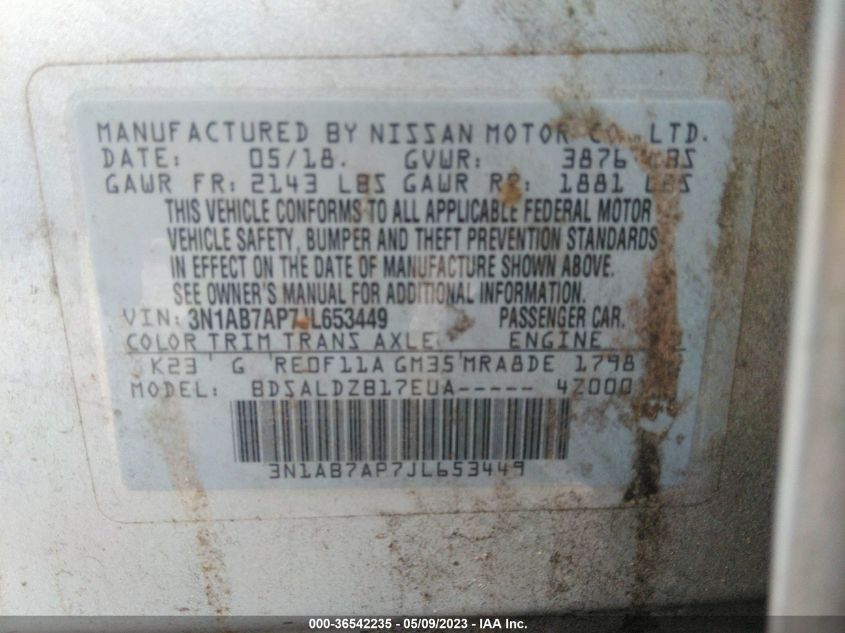 MANUFACTURED BY NISSAN MOTOR CO., LTD.
DATE: 05/18. GVWR: 3876 LBS
GAWR FR: 2143 LBS GAWR RR: 1881 LBS
THIS VEHICLE CONFORMS TO ALL APPLICABLE FEDERAL MOTOR
VEHICLE SAFETY, BUMPER AND THEFT PREVENTION STANDARDS
IN EFFECT ON THE DATE OF MANUFACTURE SHOWN ABOVE.
SEE OWNER'S MANUAL FOR ADDITIONAL INFORMATION.
VIN: 3N1AB7AP7JL653449 PASSENGER CAR.
COLOR TRIM TRANS AXLE ENGINE
K23 G RE0F11A GM35 MRA8DE 1798
MODEL: BDSALDZB17EUA----- 4Z000
3N1AB7AP7JL653449
000-36542235 - 05/09/2023 - IAA Inc.